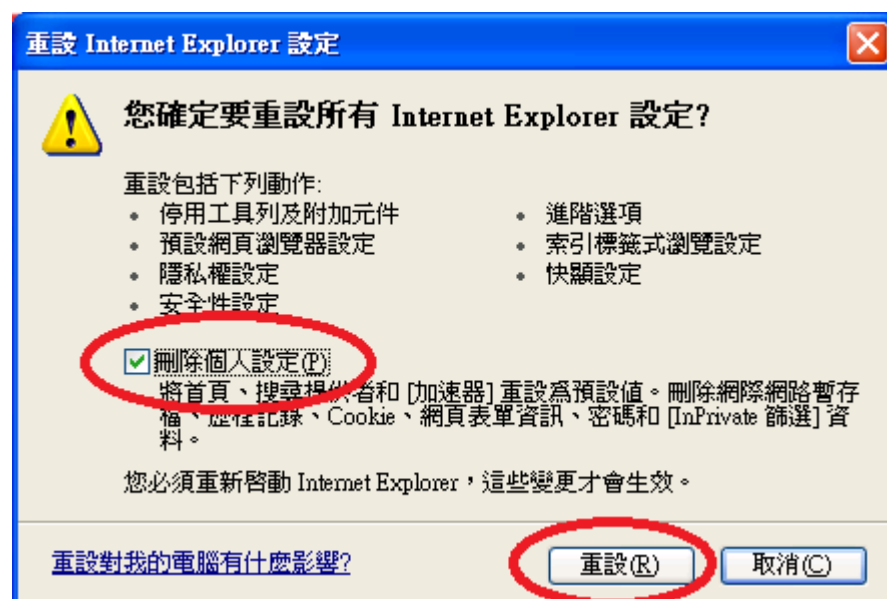 重設 Internet Explorer 設定
您確定要重設所有 Internet Explorer 設定?
重設包括下列動作:
• 停用工具列及附加元件
• 預設網頁瀏覽器設定
• 隱私權設定
• 安全性設定
• 進階選項
• 索引標籤式瀏覽設定
• 快顯設定
刪除個人設定(P)
將首頁、搜尋提供者和 [加速器] 重設為預設值。刪除網際網路暫存
檔、歷程記錄、Cookie、網頁表單資訊、密碼和 [InPrivate 篩選] 資
料。
您必須重新啓動 Internet Explorer,這些變更才會生效。
重設對我的電腦有什麼影響?
重設(R)
取消(C)